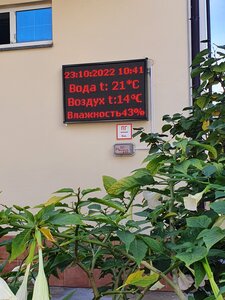 23:10:2022 10:41
Вода t: 21°C
Воздух t:14°C
Влажность43%